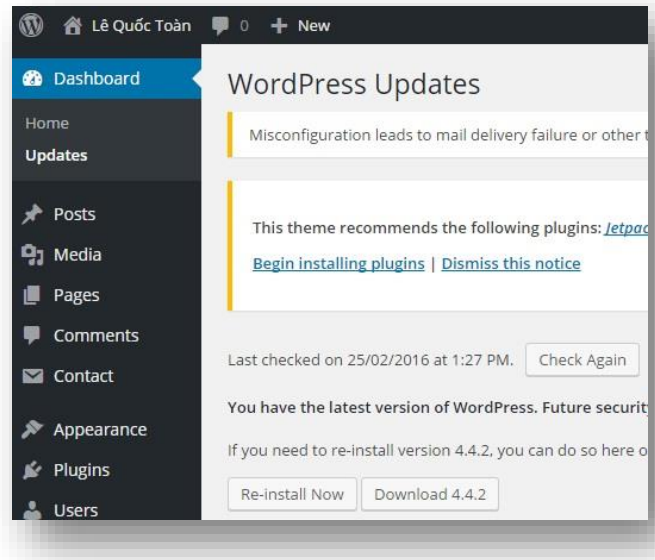 Lê Quốc Toàn 0 New
Dashboard
Home
Updates
Posts
Media
Pages
Comments
Contact
Appearance
Plugins
Users
WordPress Updates
Misconfiguration leads to mail delivery failure or other
This theme recommends the following plugins: Jetpac
Begin installing plugins | Dismiss this notice
Last checked on 25/02/2016 at 1:27 PM. Check Again
You have the latest version of WordPress. Future securit
If you need to re-install version 4.4.2, you can do so here o
Re-install Now Download 4.4.2